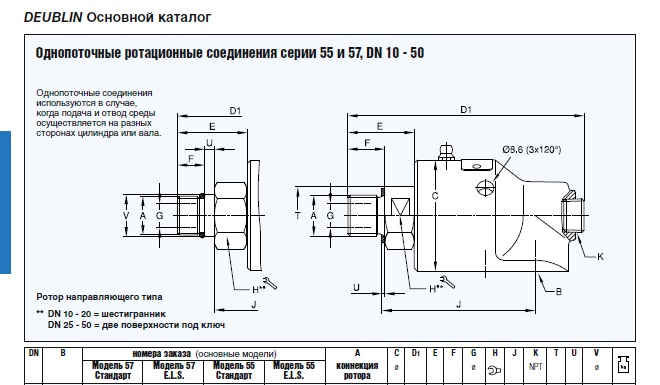 DEUBLIN Основной каталог
Однопоточные ротационные соединения серии 55 и 57, DN 10 - 50
Однопоточные соединения
используются в случае,
когда подача и отвод среды
осуществляется на разных
сторонах цилиндра или вала.
D1
E
U
F
V
A
G
H**
J
D1
E
F
Ø8.6 (3x120°)
T
A
G
C
K
U
H**
B
J
Ротор направляющего типа
** DN 10 - 20 = шестигранник
DN 25 - 50 = две поверхности под ключ
DN B номера заказа (основные модели) A C D1 E F G H J K T U V
Модель 57 Модель 57 Модель 55 Модель 55 коннекция ø ø NPT ø
Стандарт E.L.S. Стандарт E.L.S. ротора
kg